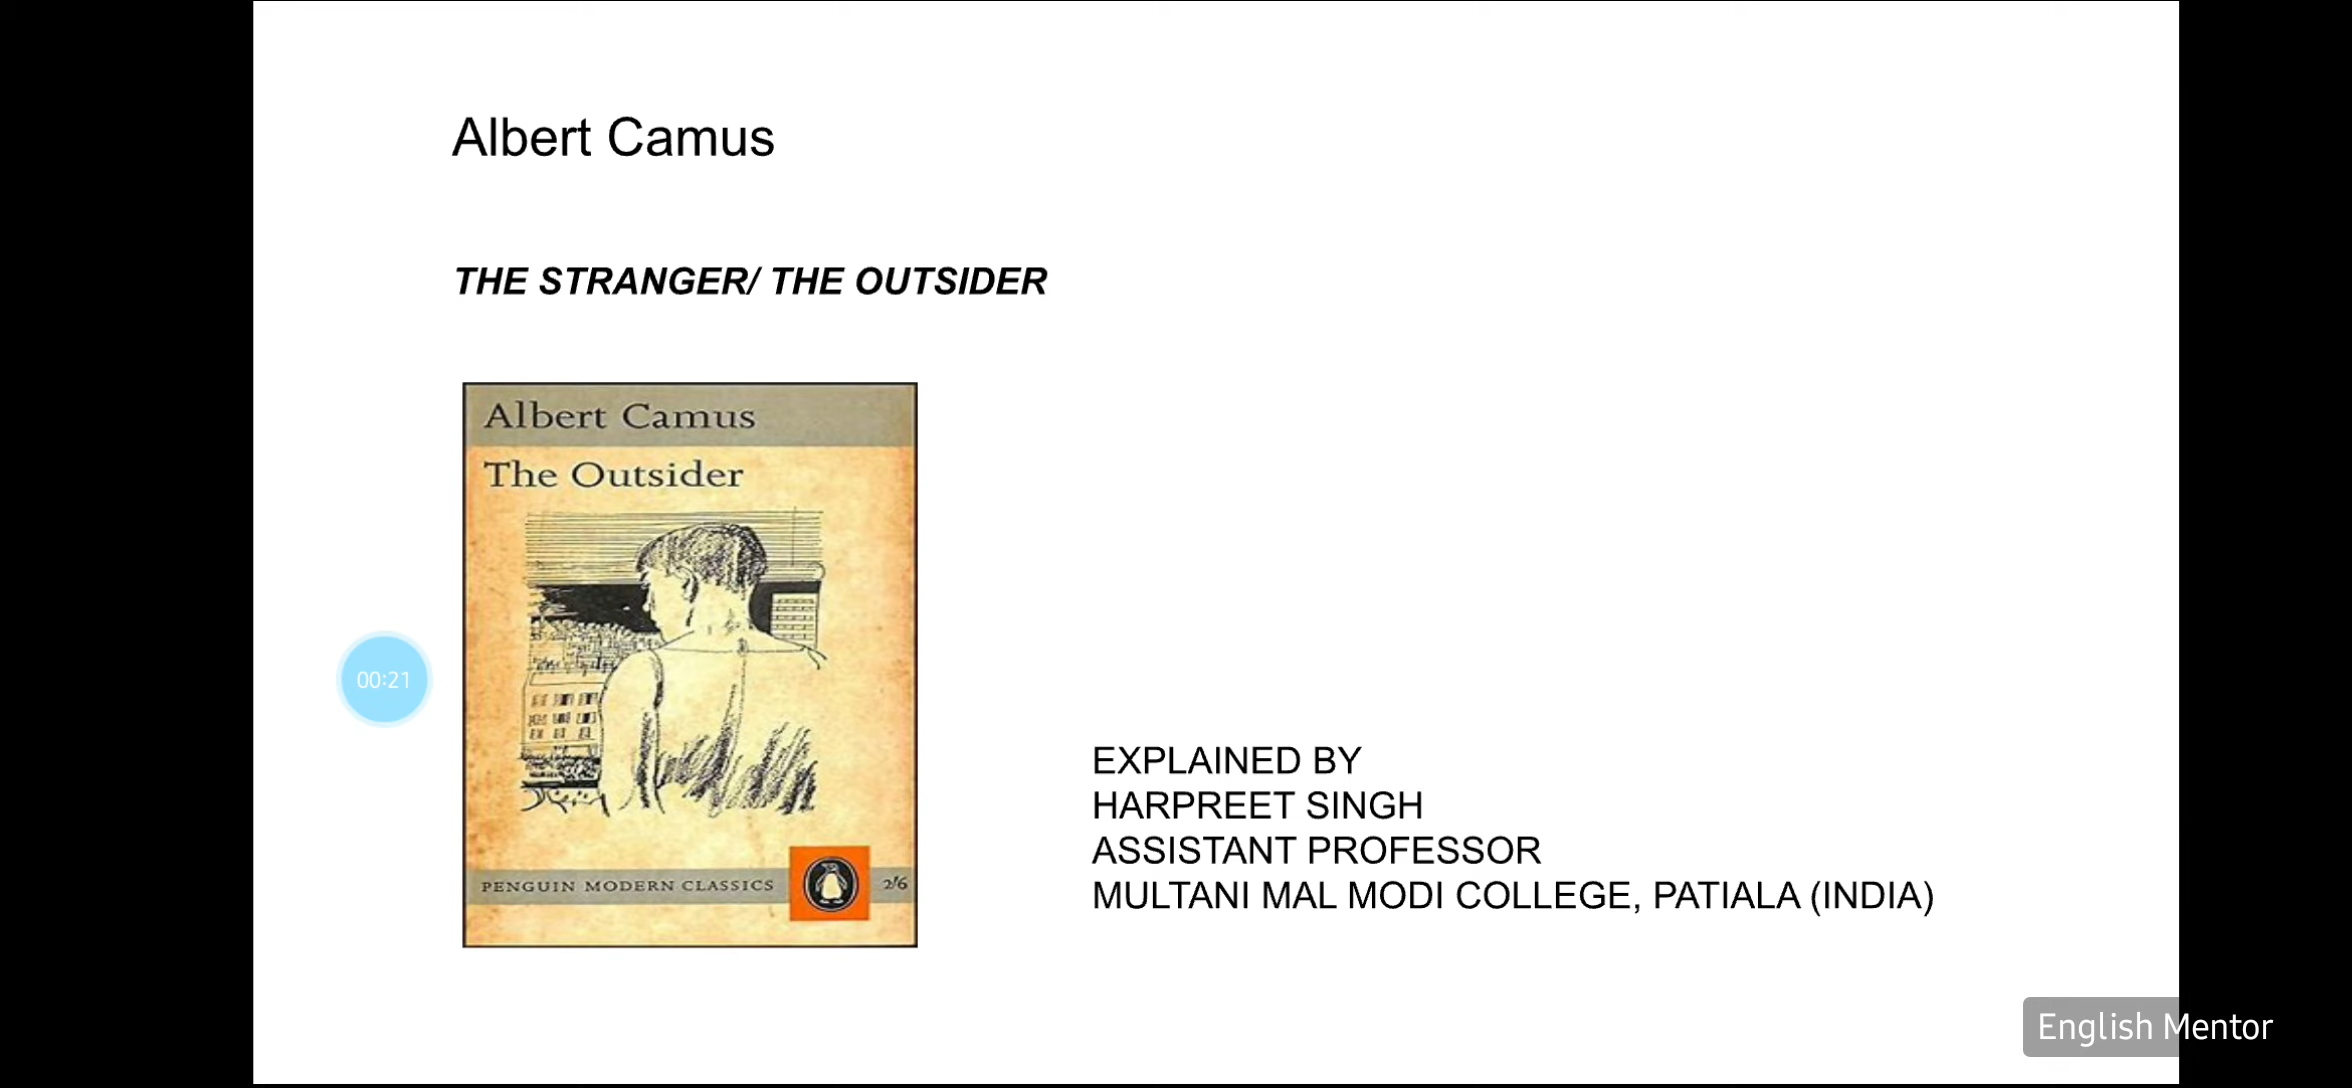 Albert Camus
THE STRANGER/ THE OUTSIDER
Albert Camus
The Outsider
PENGUIN MODERN CLASSICS
2/6
00:21
EXPLAINED BY
HARPREET SINGH
ASSISTANT PROFESSOR
MULTANI MAL MODI COLLEGE, PATIALA (INDIA)
English Mentor